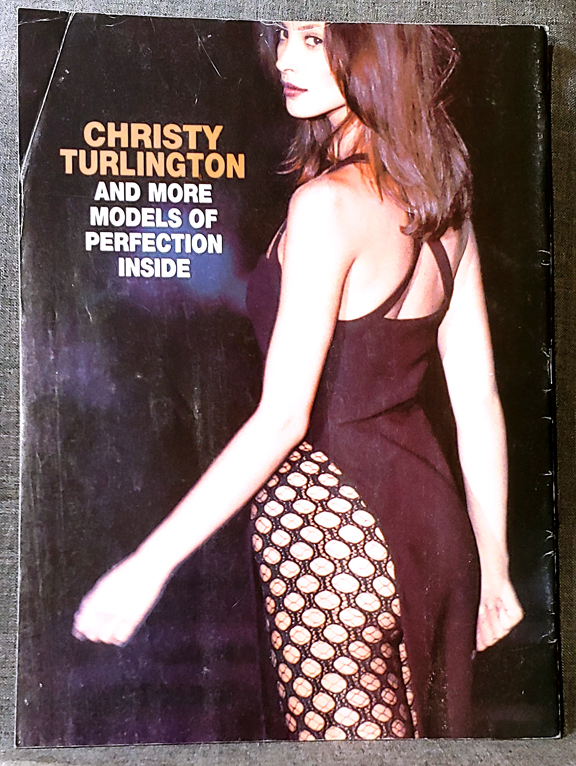 CHRISTY
TURLINGTON
AND MORE
MODELS OF
PERFECTION
INSIDE